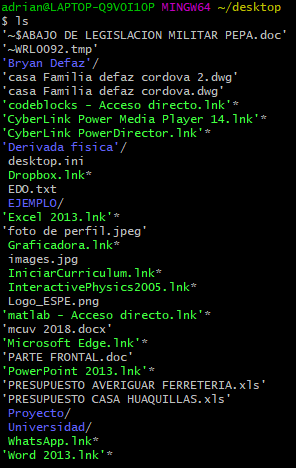 adrian@LAPTOP-Q9VOI10P MINGW64 ~/desktop
$ ls
'~$ABAJO DE LEGISLACION MILITAR PEPA.doc'
'~WRL0092.tmp'
'Bryan Defaz'/
'casa Familia defaz cordova 2.dwg'
'casa Familia defaz cordova.dwg'
'codeblocks - Acceso directo.lnk'*
'CyberLink Power Media Player 14.lnk'*
'CyberLink PowerDirector.lnk'*
'Derivada fisica'/
desktop.ini
Dropbox.lnk*
EDO.txt
EJEMPLO/
'Excel 2013.lnk'*
'foto de perfil.jpeg'
Graficadora.lnk*
images.jpg
IniciarCurriculum.lnk*
InteractivePhysics2005.lnk*
Logo_ESPE.png
'matlab - Acceso directo.lnk'*
'mcuv 2018.docx'
'Microsoft Edge.lnk'*
'PARTE FRONTAL.doc'
'PowerPoint 2013.lnk'*
'PRESUPUESTO AVERIGUAR FERRETERIA.xls'
'PRESUPUESTO CASA HUAQUILLAS.xls'
Proyecto/
Universidad/
WhatsApp.lnk*
'Word 2013.lnk'*